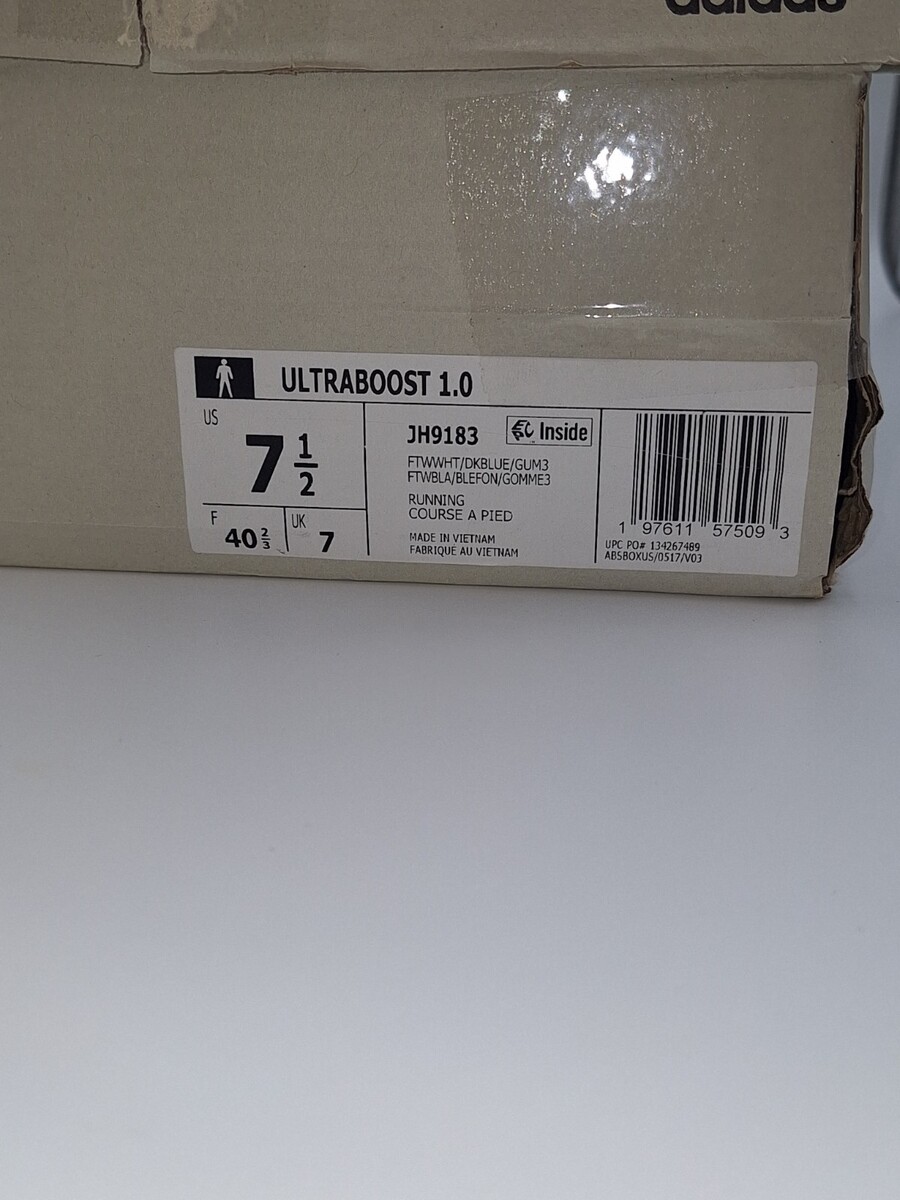 adidas
ULTRABOOST 1.0
US
7 1/2
F
40 2/3
UK
7
JH9183
Inside
FTWWHT/DKBLUE/GUM3
FTWBLA/BLEFON/GOMME3
RUNNING
COURSE A PIED
MADE IN VIETNAM
FABRIQUÉ AU VIETNAM
1 97611 57509 3
UPC PO# 134267489
ABSBOXUS/0517/V03